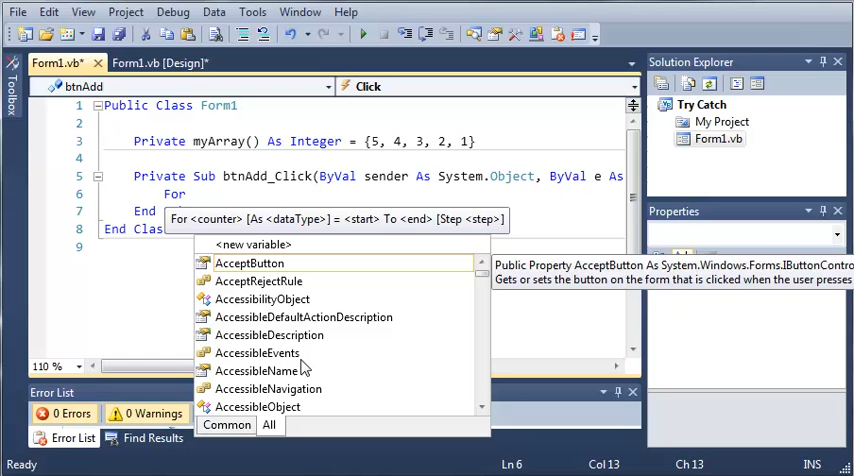 File Edit View Project Debug Data Tools Window Help
Form1.vb* Form1.vb [Design]*
Toolbox
btnAdd Click
1 Public Class Form1
2
3 Private myArray() As Integer = {5, 4, 3, 2, 1}
4
5 Private Sub btnAdd_Click(ByVal sender As System.Object, ByVal e As
6 For
7 End
8 End Clas
9
For <counter> [As <dataType>] = <start> To <end> [Step <step>]
<new variable>
AcceptButton
AcceptRejectRule
AccessibilityObject
AccessibleDefaultActionDescription
AccessibleDescription
AccessibleEvents
AccessibleName
AccessibleNavigation
AccessibleObject
Common All
Public Property AcceptButton As System.Windows.Forms.IButtonContro
Gets or sets the button on the form that is clicked when the user presses
110 %
Solution Explorer
Try Catch
My Project
Form1.vb
Properties
Error List
0 Errors 0 Warnings
Error List Find Results
Ready Ln 6 Col 13 Ch 13 INS